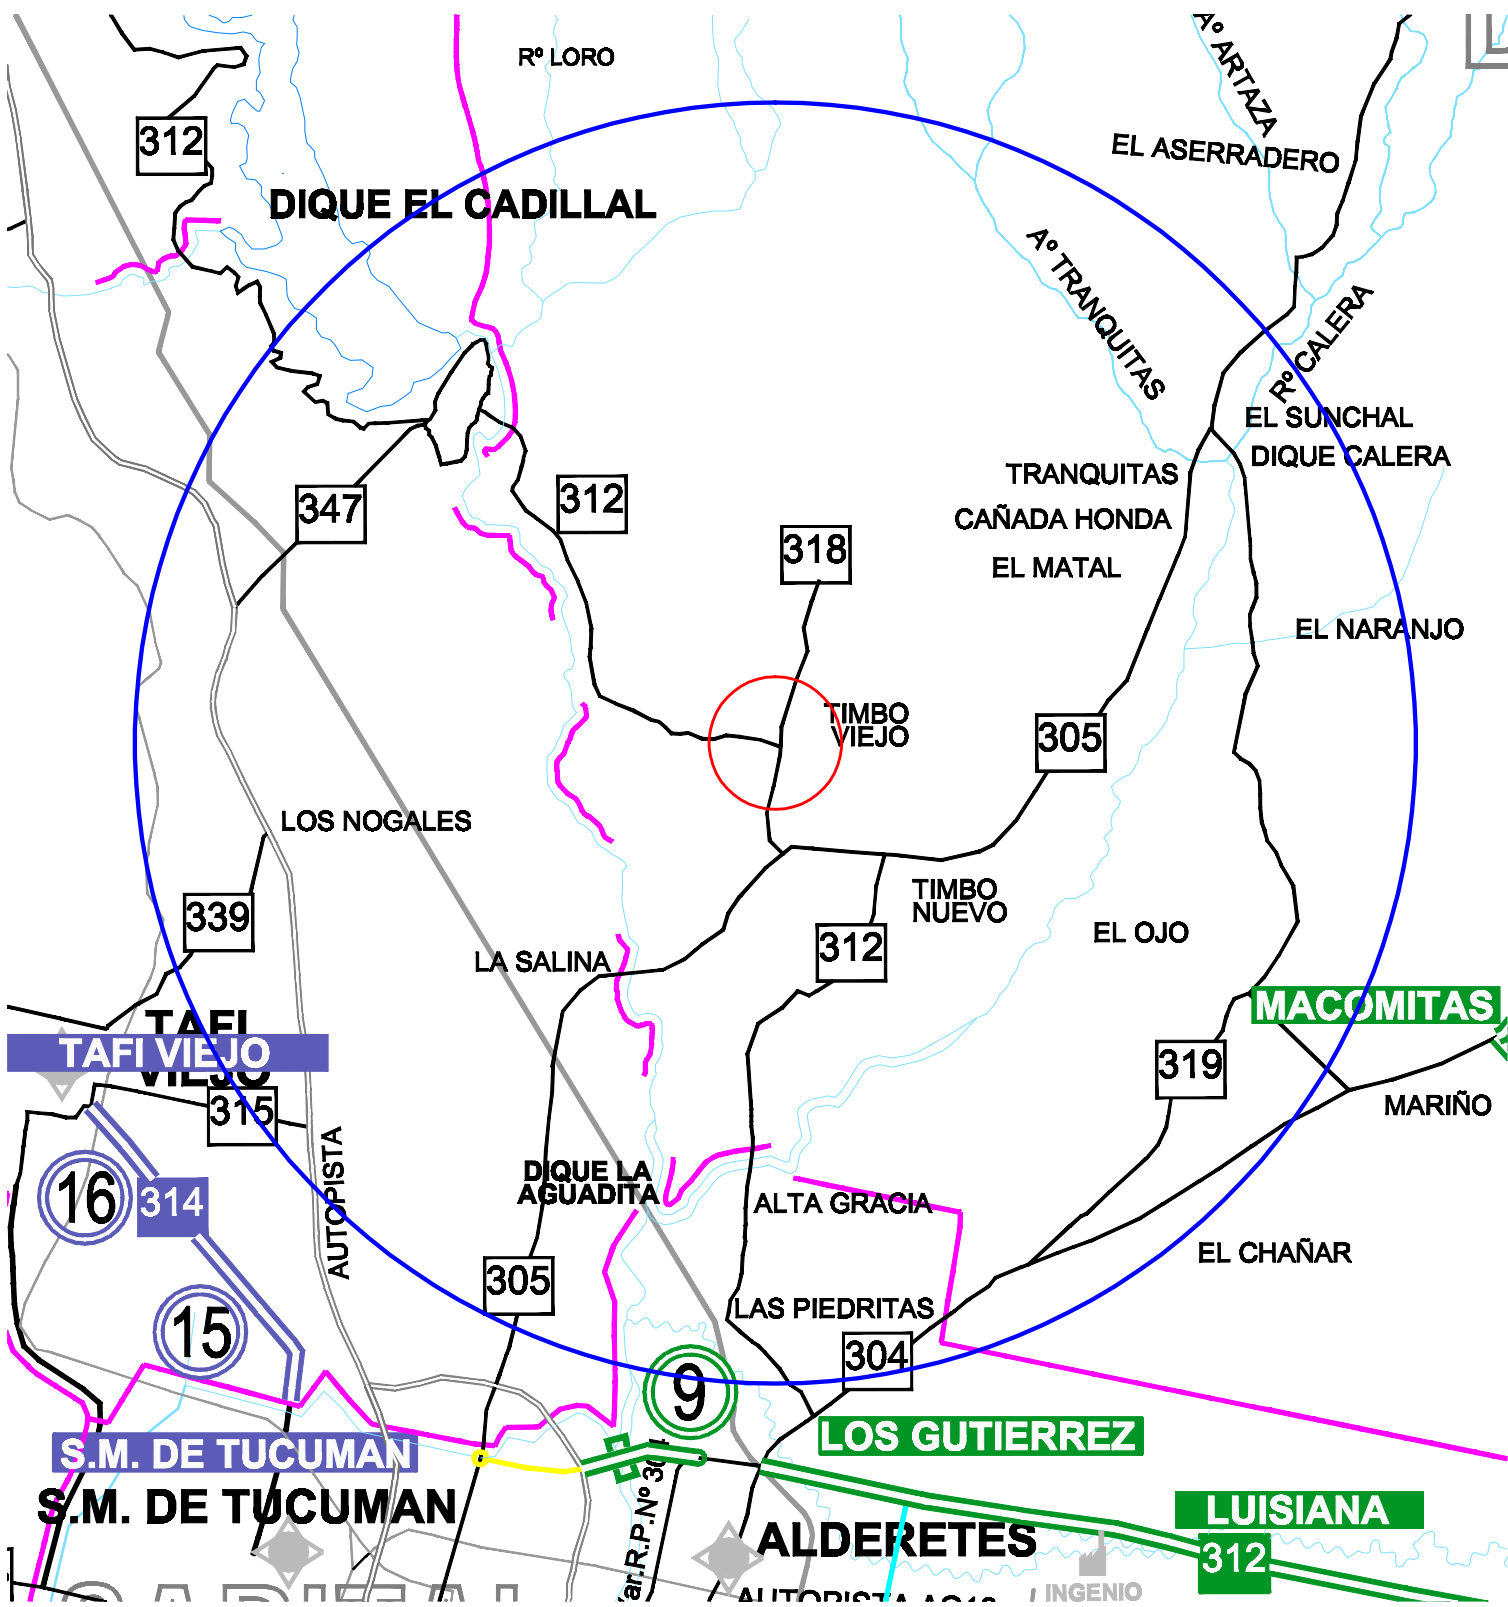 Rº LORO
Aº ARTAZA
312
EL ASERRADERO
DIQUE EL CADILLAL
Aº TRANQUITAS
Rº CALERA
EL SUNCHAL
DIQUE CALERA
TRANQUITAS
347
312
CAÑADA HONDA
318
EL MATAL
EL NARANJO
TIMBO
VIEJO
305
LOS NOGALES
339
TIMBO
NUEVO
312
EL OJO
LA SALINA
MACOMITAS
TAFI
TAFI VIEJO
VIEJO
319
315
MARIÑO
AUTOPISTA
16
314
DIQUE LA
AGUADITA
ALTA GRACIA
EL CHAÑAR
305
15
LAS PIEDRITAS
304
9
LOS GUTIERREZ
S.M. DE TUCUMAN
S.M. DE TUCUMAN
LUISIANA
ALDERETES
312
INGENIO
CAPITAL